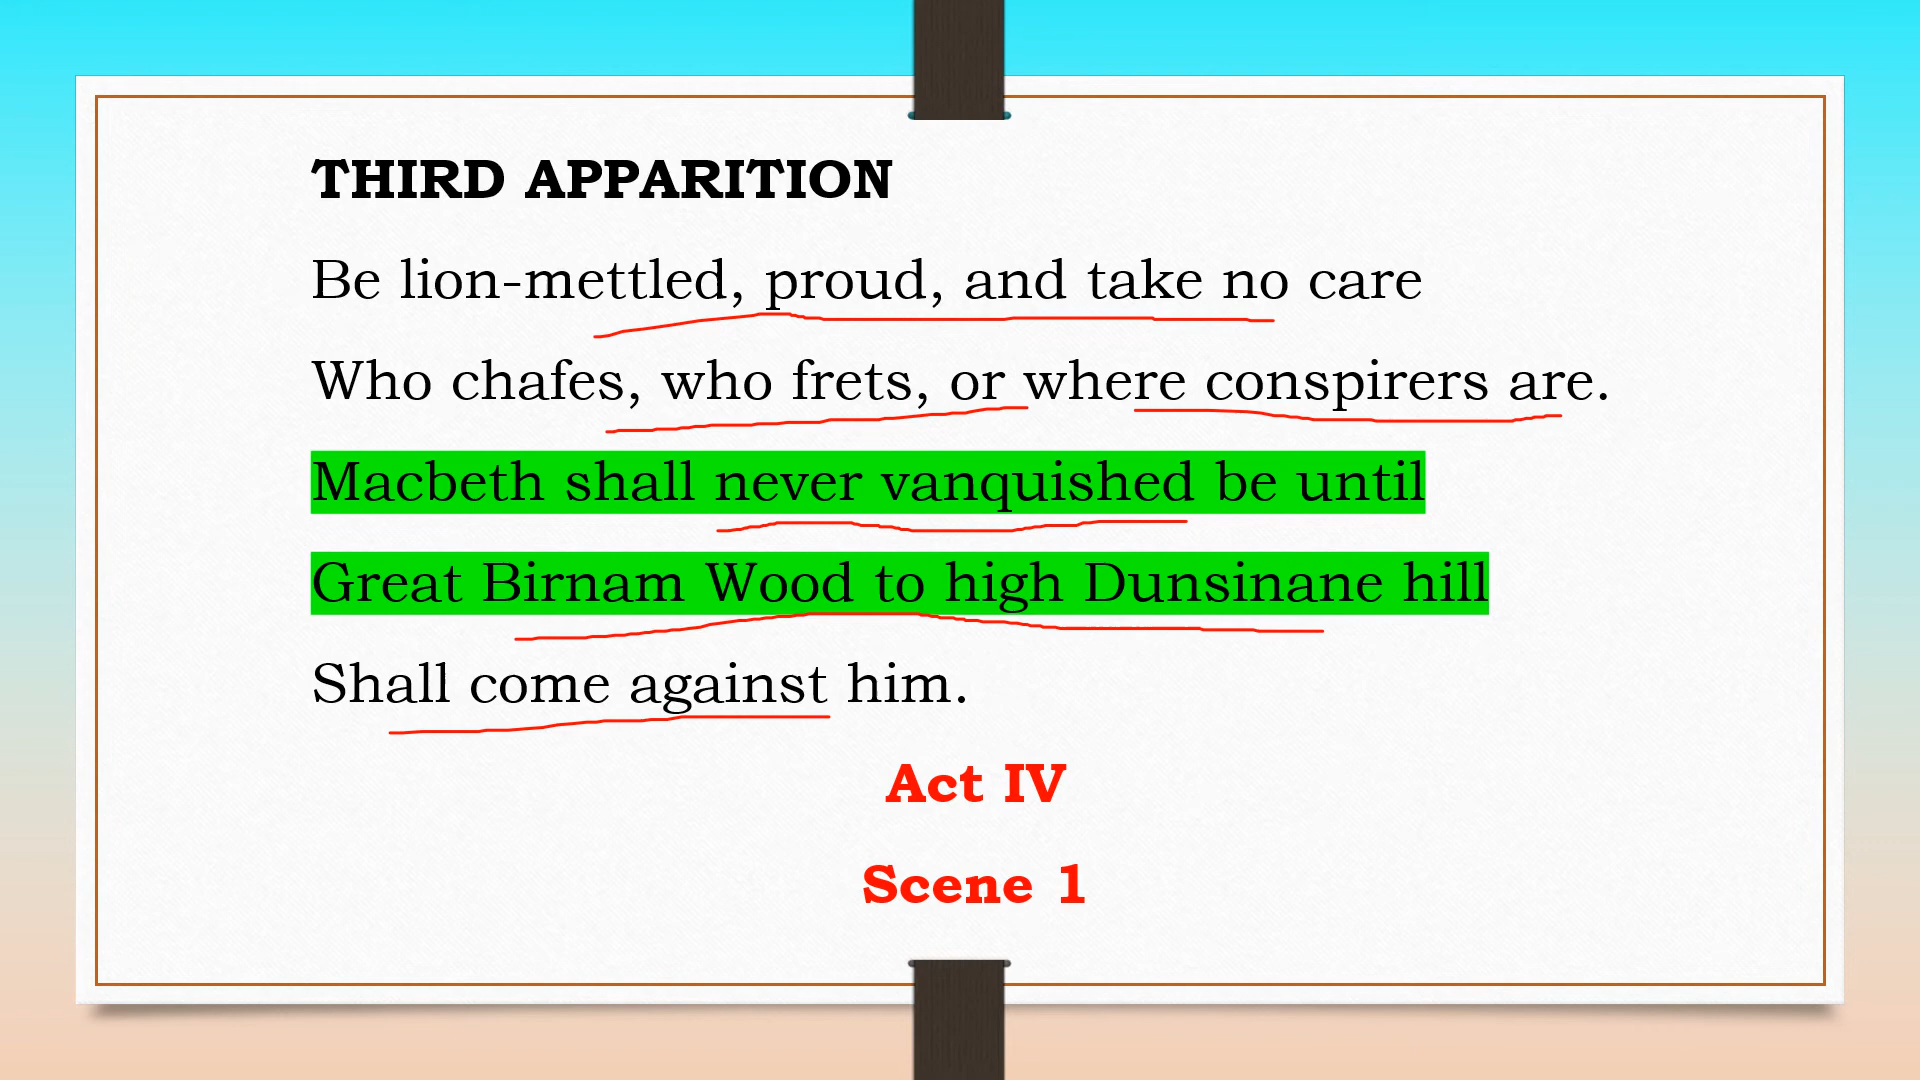 THIRD APPARITION
Be lion-mettled, proud, and take no care
Who chafes, who frets, or where conspirers are.
Macbeth shall never vanquished be until
Great Birnam Wood to high Dunsinane hill
Shall come against him.
Act IV
Scene 1